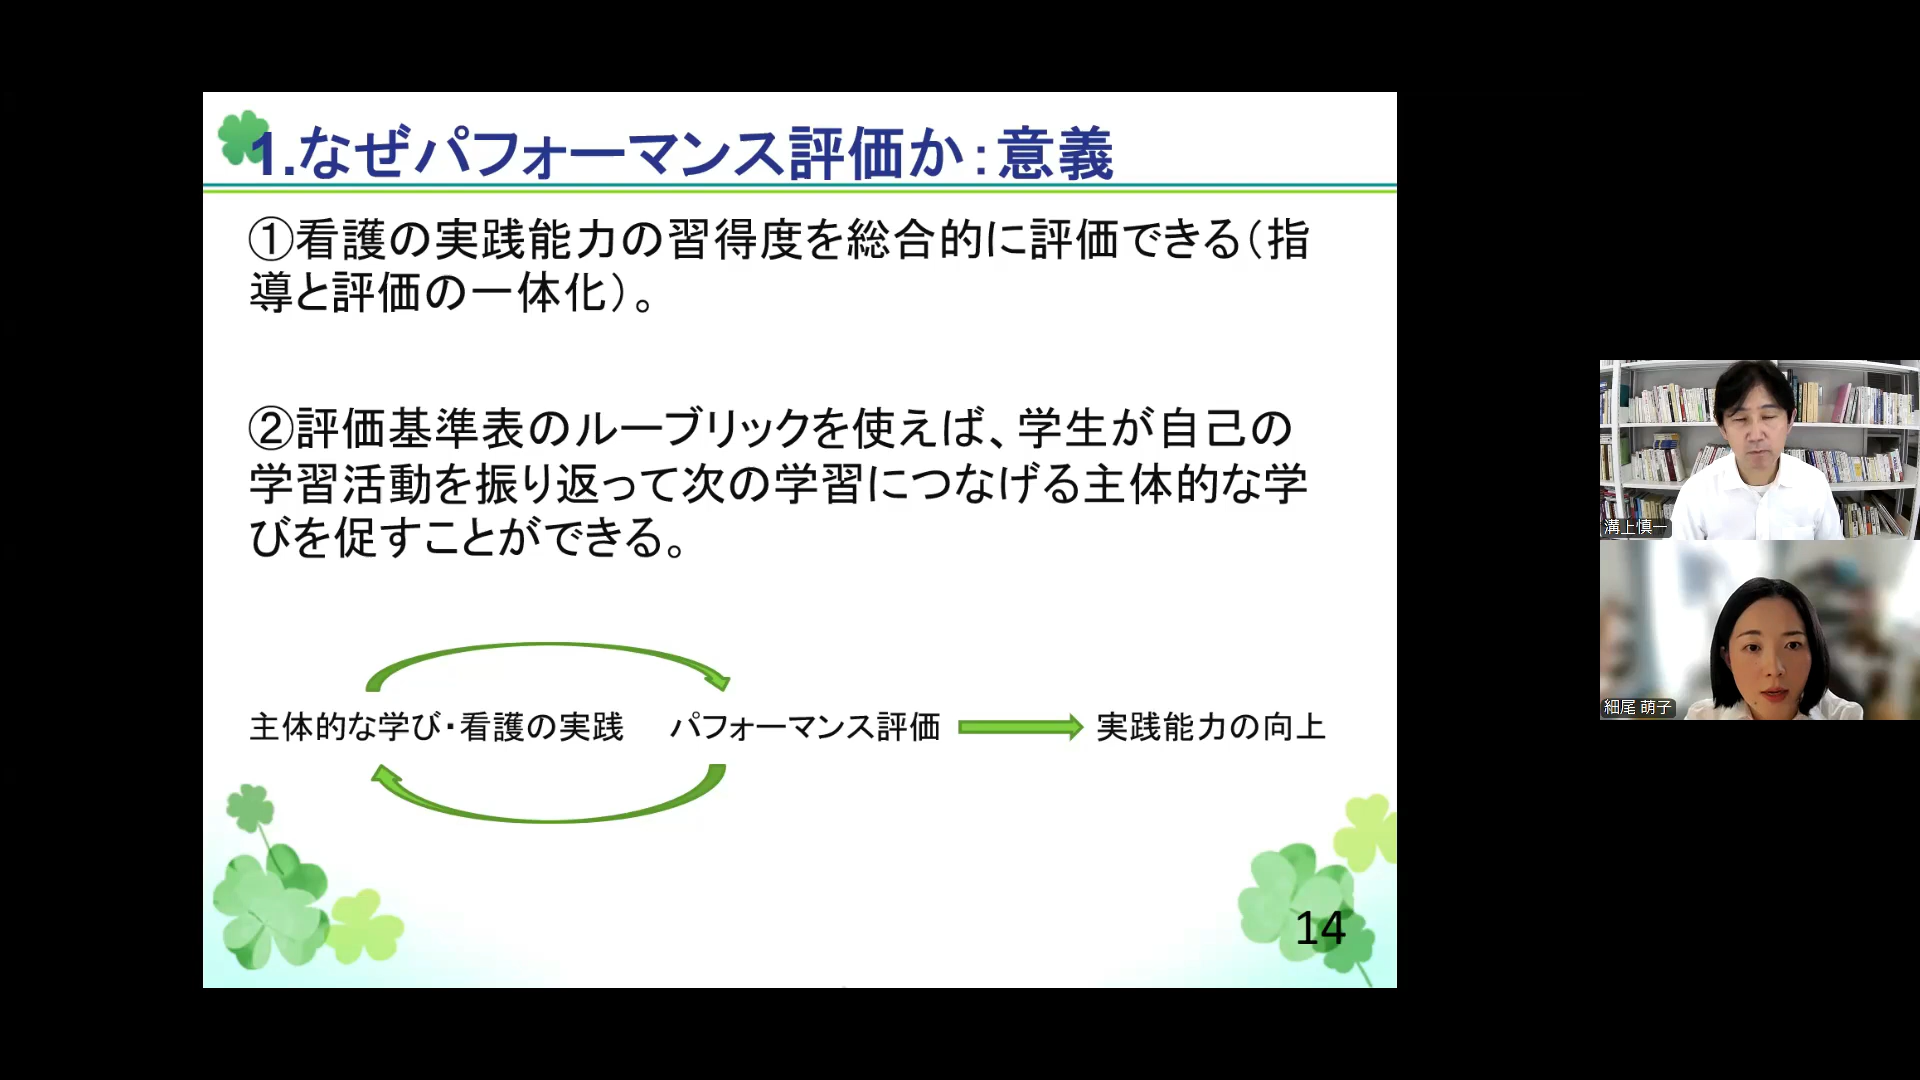 1.なぜパフォーマンス評価か：意義
①看護の実践能力の習得度を総合的に評価できる（指
導と評価の一体化）。
②評価基準表のルーブリックを使えば、学生が自己の
学習活動を振り返って次の学習につなげる主体的な学
びを促すことができる。
主体的な学び・看護の実践 パフォーマンス評価 実践能力の向上
14
溝上慎一
細尾 萌子